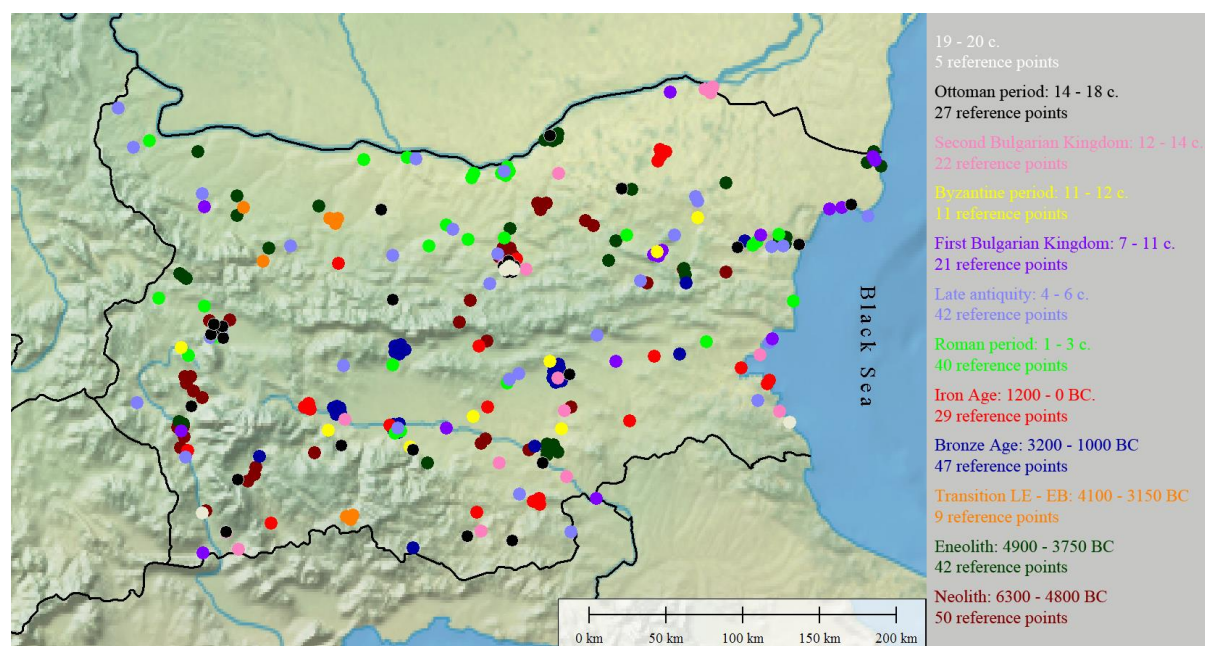 19 - 20 c.
5 reference points
Ottoman period: 14 - 18 c.
27 reference points
Second Bulgarian Kingdom: 12 - 14 c.
22 reference points
Byzantine period: 11 - 12 c.
11 reference points
First Bulgarian Kingdom: 7 - 11 c.
21 reference points
Late antiquity: 4 - 6 c.
42 reference points
Roman period: 1 - 3 c.
40 reference points
Iron Age: 1200 - 0 BC.
29 reference points
Bronze Age: 3200 - 1000 BC
47 reference points
Transition LE - EB: 4100 - 3150 BC
9 reference points
Eneolith: 4900 - 3750 BC
42 reference points
Neolith: 6300 - 4800 BC
50 reference points
Black Sea
0 km 50 km 100 km 150 km 200 km